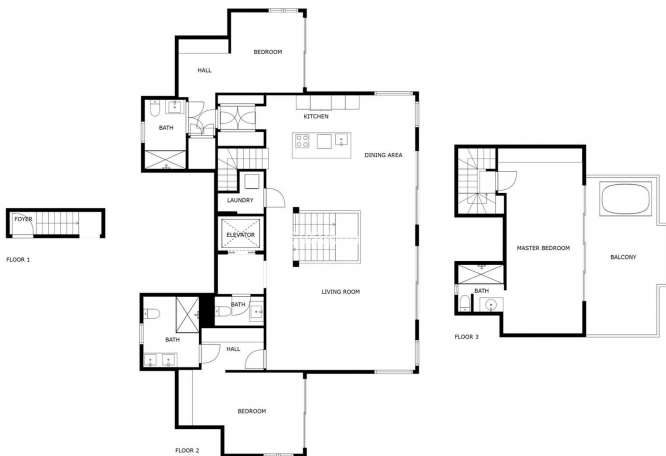 FOYER
FLOOR 1
BEDROOM
HALL
BATH
KITCHEN
DINING AREA
LAUNDRY
ELEVATOR
LIVING ROOM
BATH
BATH
HALL
BEDROOM
FLOOR 2
MASTER BEDROOM
BALCONY
BATH
FLOOR 3